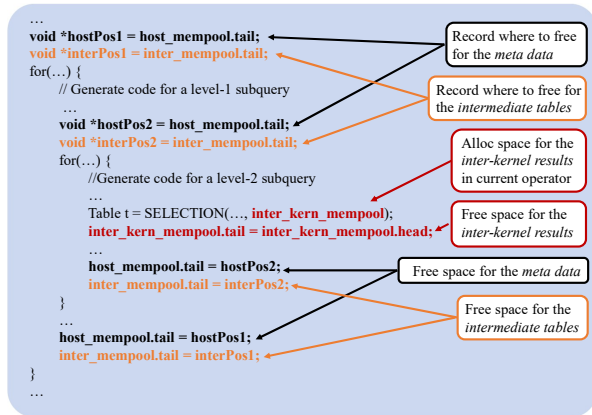 ...
void *hostPos1 = host_mempool.tail;
void *interPos1 = inter_mempool.tail;
for(...) {
// Generate code for a level-1 subquery
...
void *hostPos2 = host_mempool.tail;
void *interPos2 = inter_mempool.tail;
for(...) {
//Generate code for a level-2 subquery
...
Table t = SELECTION(..., inter_kern_mempool);
inter_kern_mempool.tail = inter_kern_mempool.head;
...
host_mempool.tail = hostPos2;
inter_mempool.tail = interPos2;
}
...
host_mempool.tail = hostPos1;
inter_mempool.tail = interPos1;
}
...
Record where to free
for the meta data
Record where to free for
the intermediate tables
Alloc space for the
inter-kernel results
in current operator
Free space for the
inter-kernel results
Free space for the meta data
Free space for the
intermediate tables